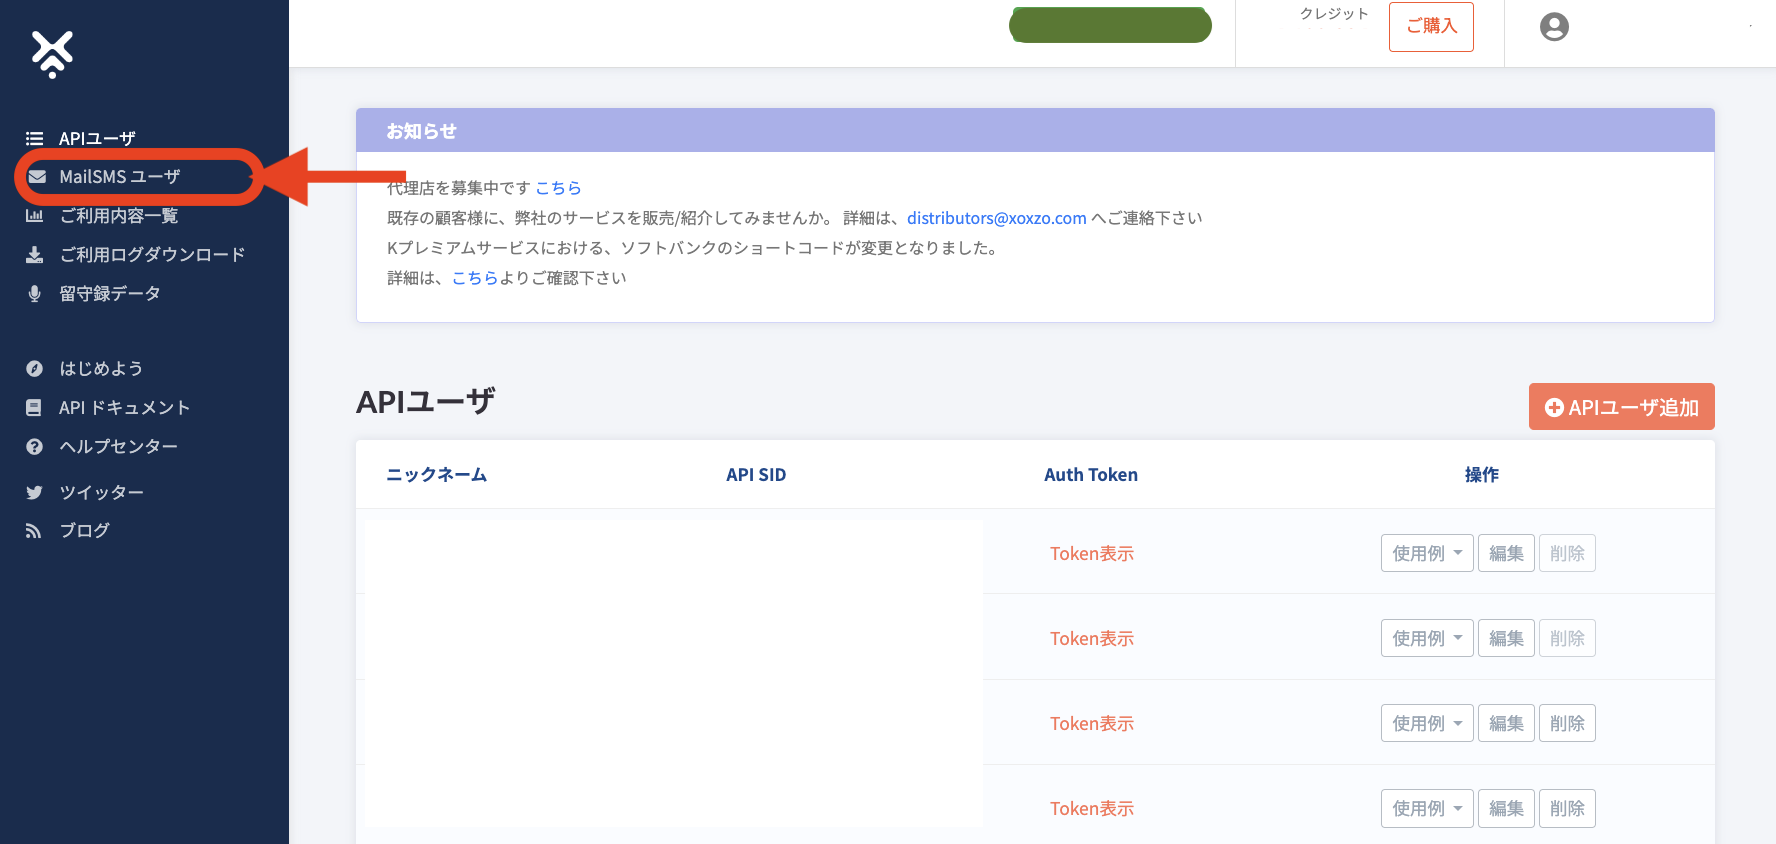 クレジット
ご購入
APIユーザ
MailSMS ユーザ
ご利用内容一覧
ご利用ログダウンロード
留守録データ
はじめよう
API ドキュメント
ヘルプセンター
ツイッター
ブログ
お知らせ
代理店を募集中です こちら
既存の顧客様に、弊社のサービスを販売/紹介してみませんか。 詳細は、distributors@xoxzo.com へご連絡下さい
Kプレミアムサービスにおける、ソフトバンクのショートコードが変更となりました。
詳細は、こちらよりご確認下さい
APIユーザ
APIユーザ追加
ニックネーム API SID Auth Token 操作
Token表示 使用例 編集 削除
Token表示 使用例 編集 削除
Token表示 使用例 編集 削除
Token表示 使用例 編集 削除